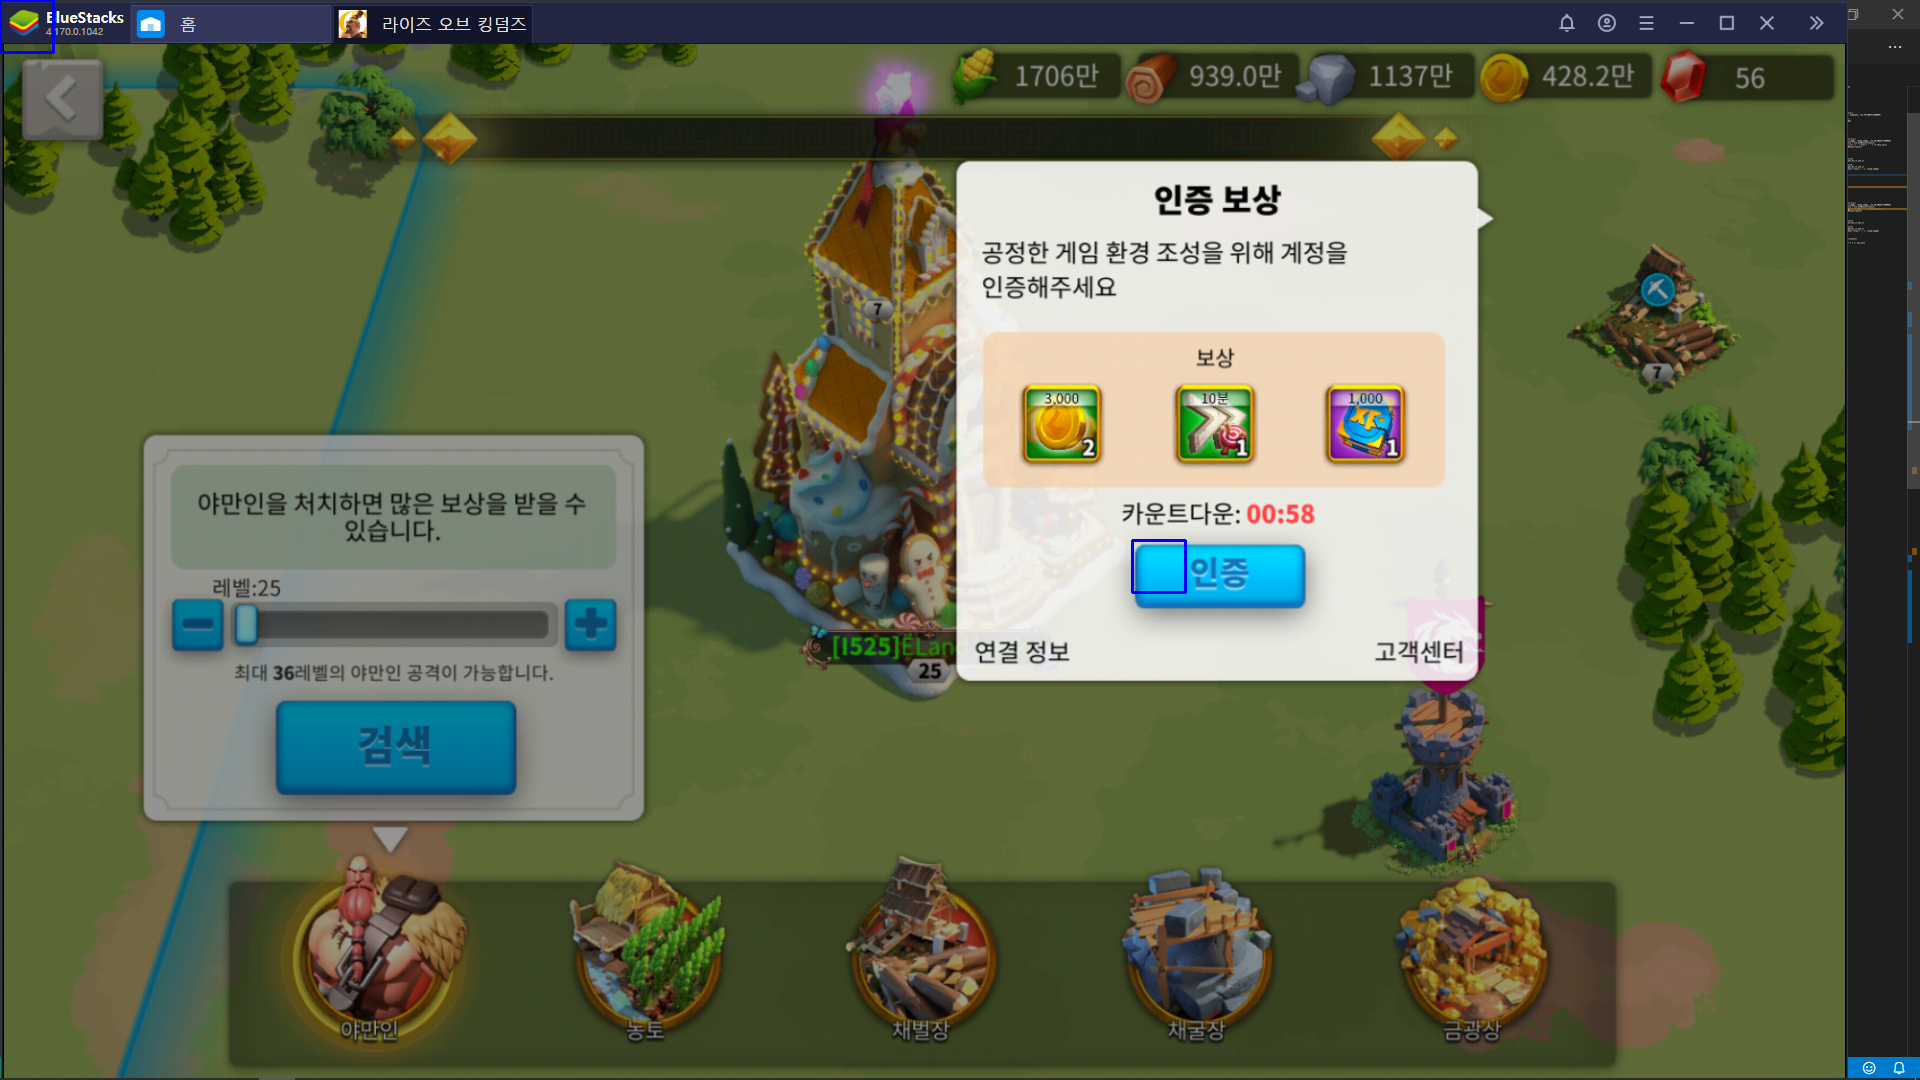 BlueStacks
4.170.0.1042
홈
라이즈 오브 킹덤즈
1706만
939.0만
1137만
428.2만
56
인증 보상
공정한 게임 환경 조성을 위해 계정을
인증해주세요
보상
3,000
2
10분
1
1,000
XP
1
카운트다운: 00:58
인증
연결 정보
고객센터
7
7
야만인을 처치하면 많은 보상을 받을 수
있습니다.
레벨:25
최대 36레벨의 야만인 공격이 가능합니다.
검색
[I525]ELan
25
야만인
농토
채벌장
채굴장
금광상